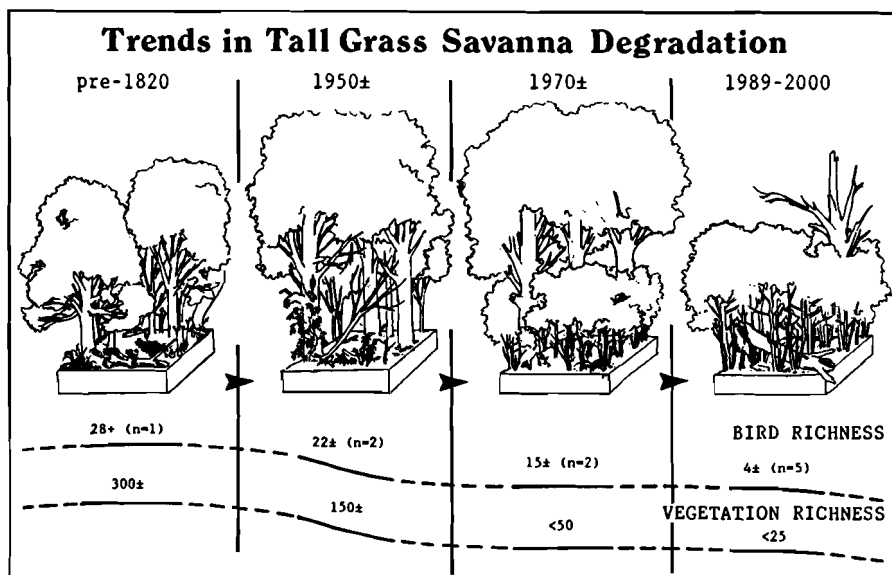 Trends in Tall Grass Savanna Degradation
pre-1820 1950± 1970± 1989-2000
BIRD RICHNESS
28+ (n=1) 22± (n=2) 15± (n=2) 4± (n=5)
VEGETATION RICHNESS
300± 150± <50 <25